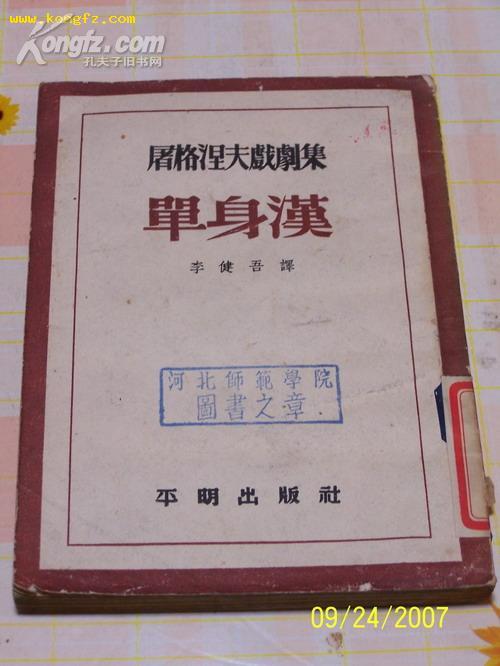 www.kongfz.com
Kongfz.com
孔夫子旧书网
屠格涅夫戲劇集
單身漢
李健吾譯
河北師範學院
圖書之章
平明出版社
09/24/2007